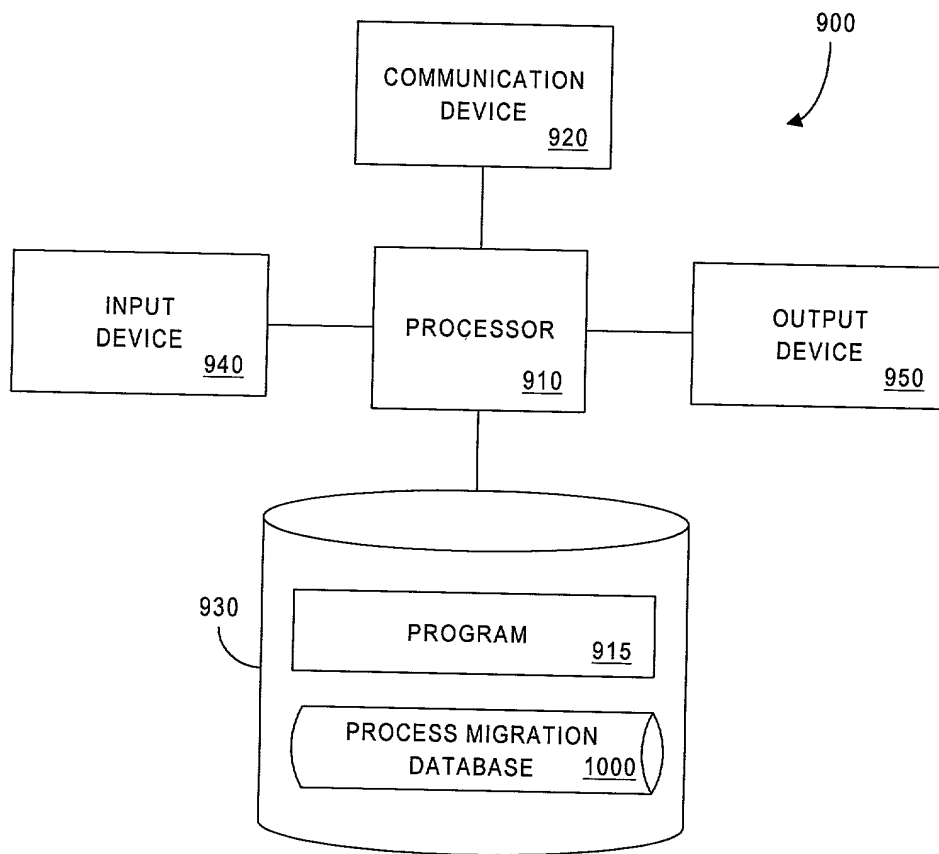 900
COMMUNICATION
DEVICE
920
INPUT
DEVICE
940
PROCESSOR
910
OUTPUT
DEVICE
950
930
PROGRAM
915
PROCESS MIGRATION
DATABASE 1000